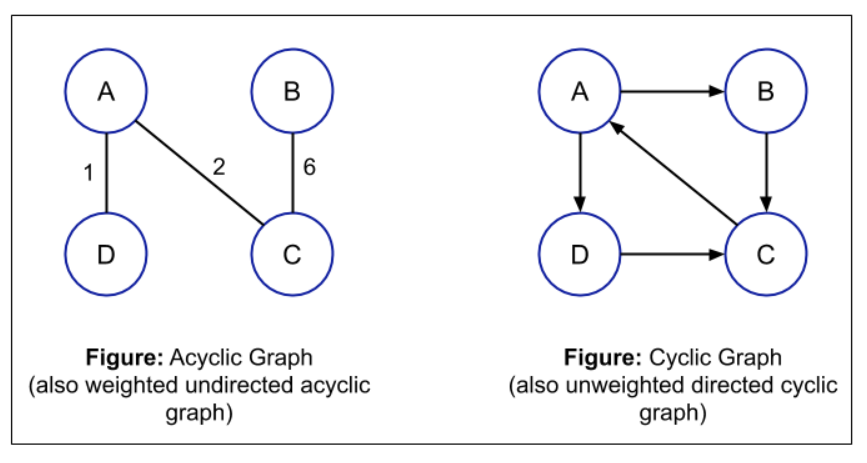 A
B
1
2
6
D
C
Figure: Acyclic Graph
(also weighted undirected acyclic
graph)
A
B
D
C
Figure: Cyclic Graph
(also unweighted directed cyclic
graph)